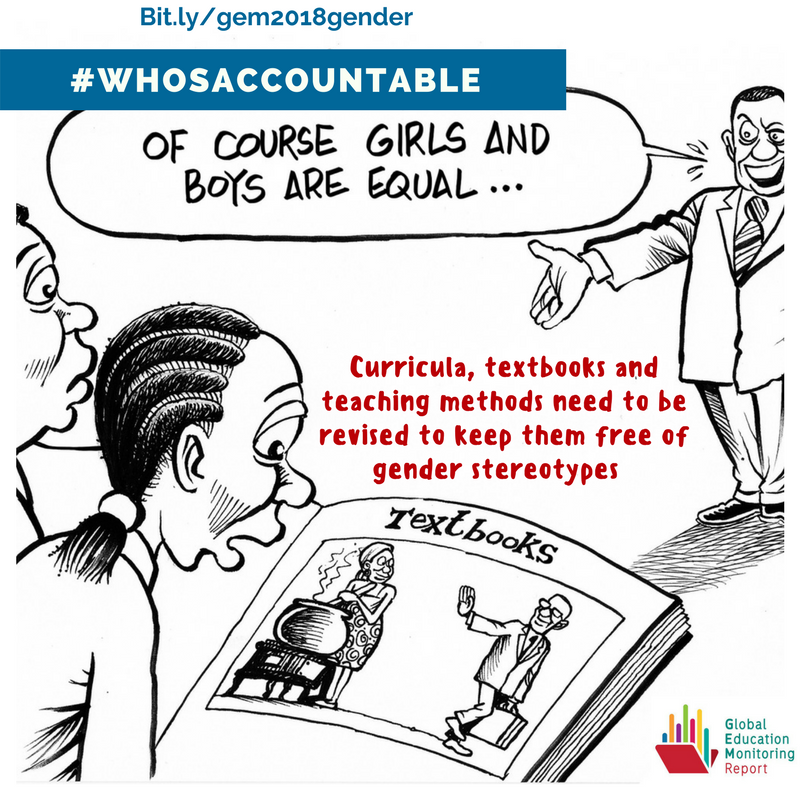 Bit.ly/gem2018gender
#WHOSACCOUNTABLE
OF COURSE GIRLS AND
BOYS ARE EQUAL...
Curricula, textbooks and
teaching methods need to be
revised to keep them free of
gender stereotypes
Textbooks
Global
Education
Monitoring
Report